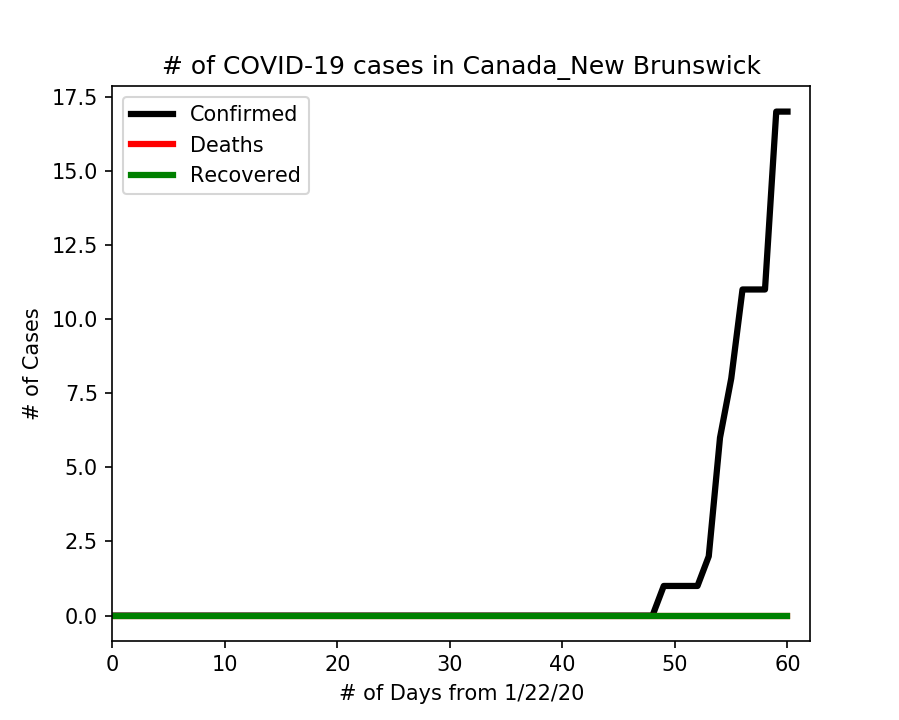 # of COVID-19 cases in Canada_New Brunswick
17.5
15.0
12.5
10.0
7.5
5.0
2.5
0.0
# of Cases
Confirmed
Deaths
Recovered
0 10 20 30 40 50 60
# of Days from 1/22/20